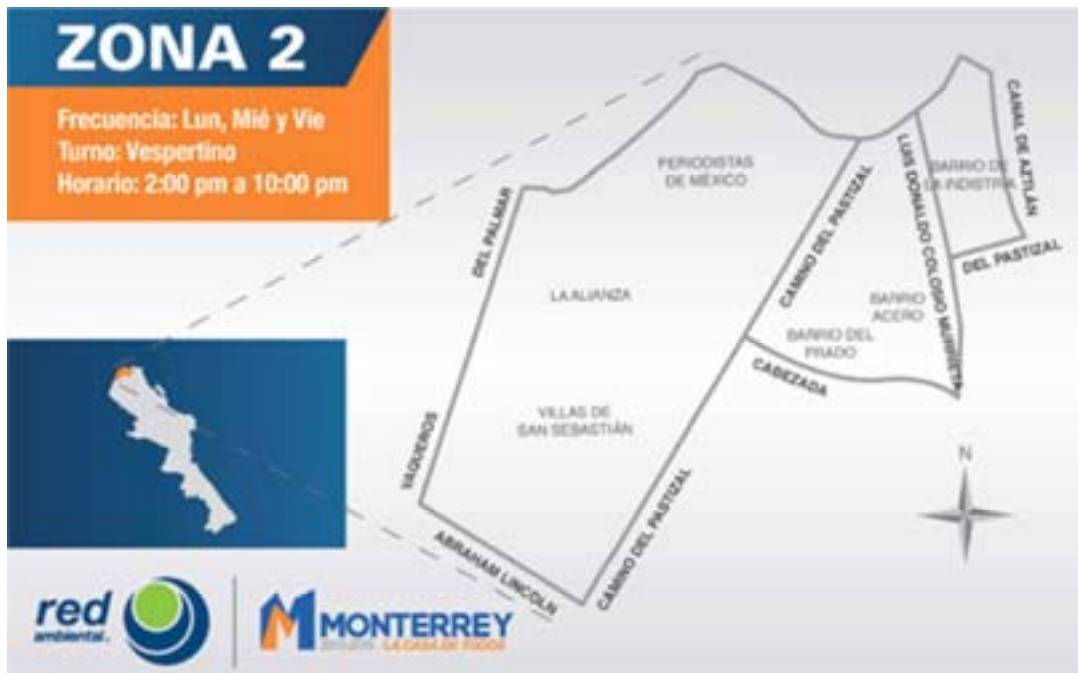 ZONA 2
Frecuencia: Lun, Mié y Vie
Turno: Vespertino
Horario: 2:00 pm a 10:00 pm
PERIODISTAS
DE MÉXICO
CANAL DE AZTLÁN
BARRIO DE
LA INDISTRIA
LUIS DONALDO COLOSIO MURRIETA
DEL PASTIZAL
DEL PALMAR
CAMINO DEL PASTIZAL
LA ALIANZA
BARRIO
ACERO
BARRIO DEL
PRADO
CABEZADA
VILLAS DE
SAN SEBASTIÁN
VAQUEROS
N
ABRAHAM LINCOLN
CAMINO DEL PASTIZAL
red
ambiental
MONTERREY
LA CASA DE TODOS